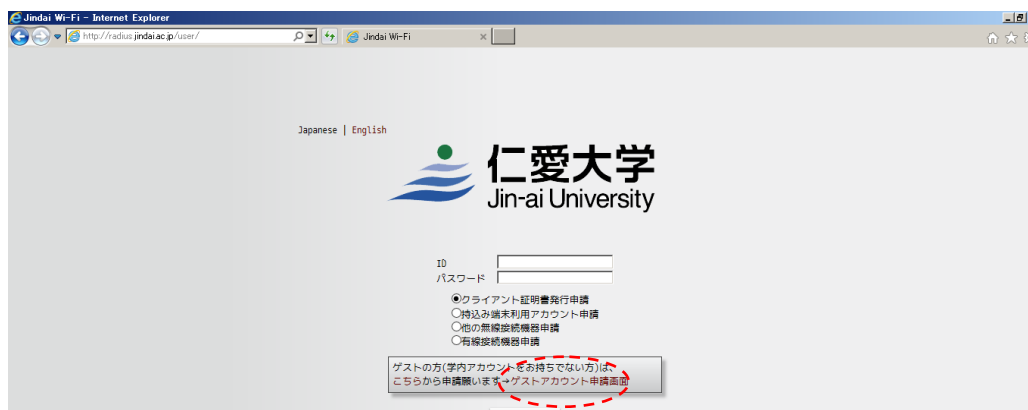 Jindai Wi-Fi - Internet Explorer
http://radius.jindai.ac.jp/user/
Jindai Wi-Fi
Japanese | English
仁愛大学
Jin-ai University
ID
パスワード
クライアント証明書発行申請
持込み端末利用アカウント申請
他の無線接続機器申請
有線接続機器申請
ゲストの方(学内アカウントをお持ちでない方)は、
こちらから申請願います→ゲストアカウント申請画面